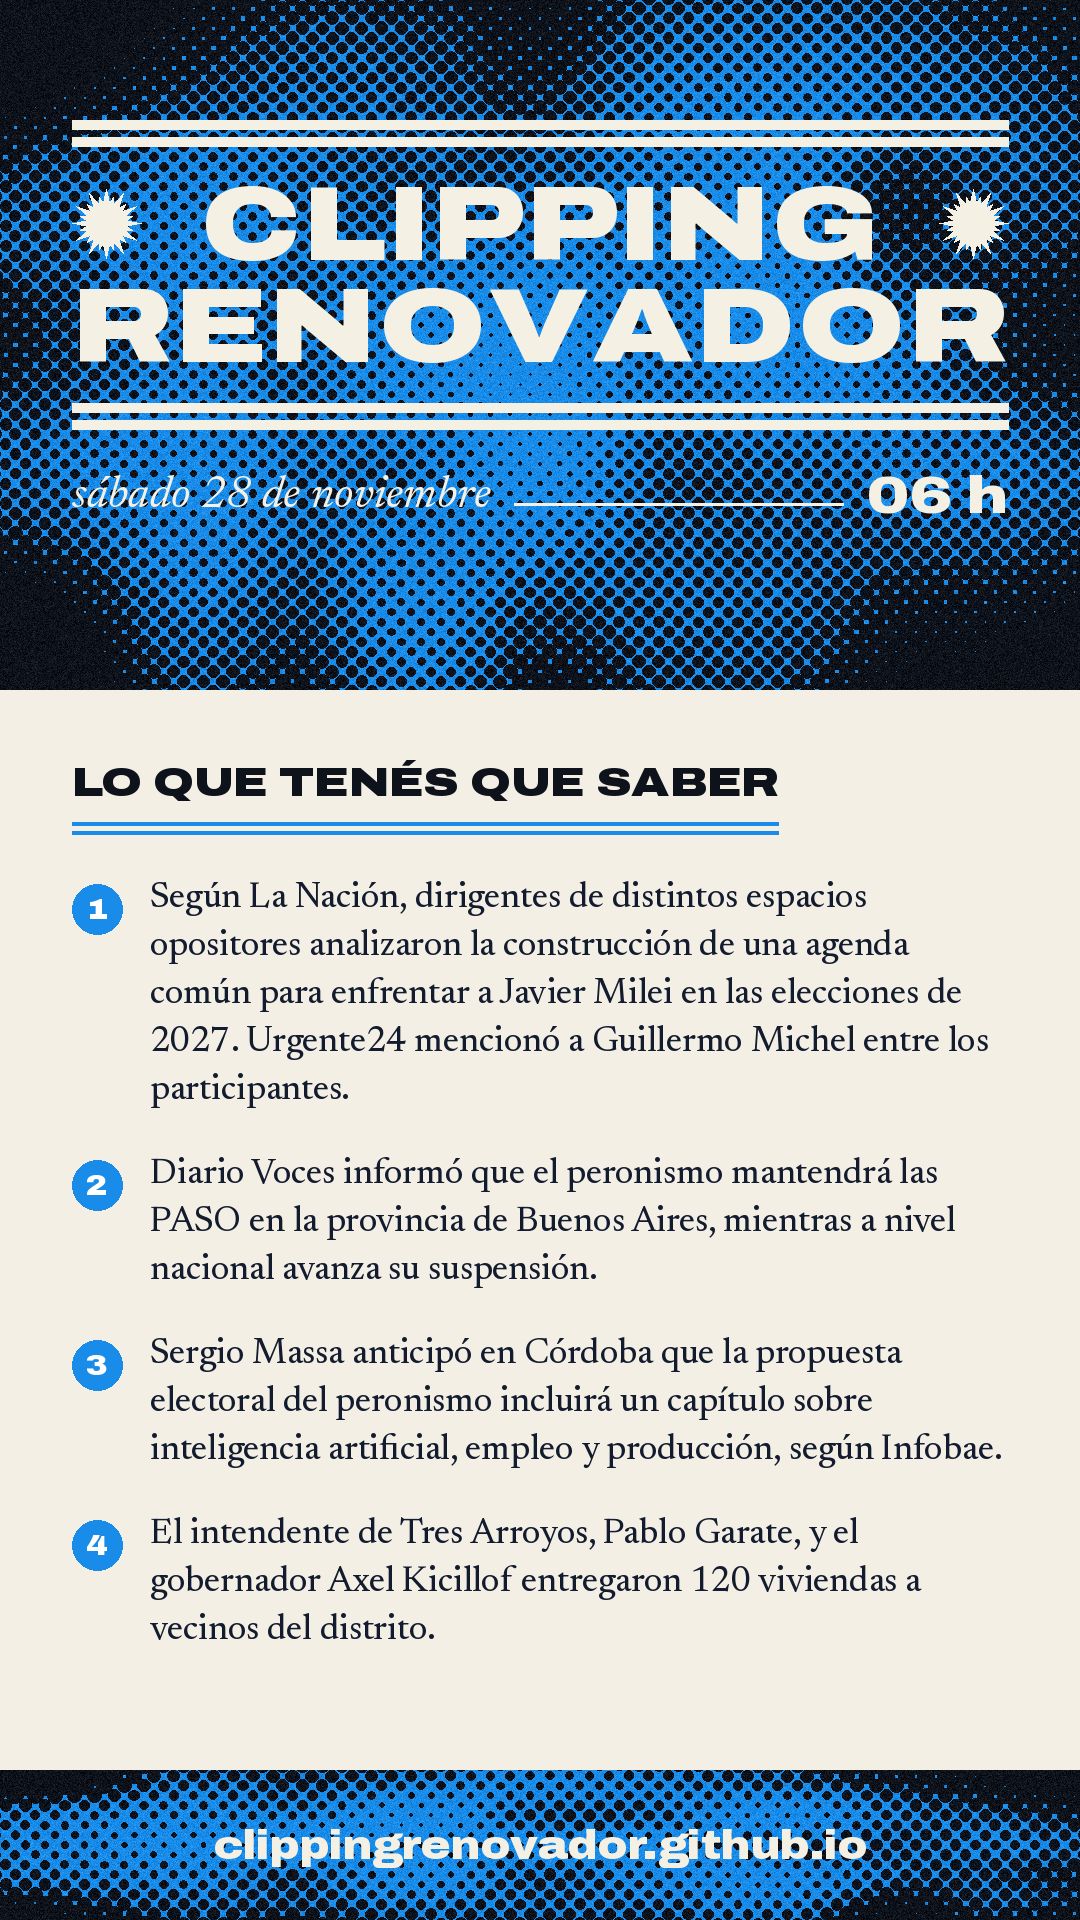 CLIPPING
RENOVADOR
sábado 28 de noviembre 06 h
LO QUE TENÉS QUE SABER
1 Según La Nación, dirigentes de distintos espacios
opositores analizaron la construcción de una agenda
común para enfrentar a Javier Milei en las elecciones de
2027. Urgente24 mencionó a Guillermo Michel entre los
participantes.
2 Diario Voces informó que el peronismo mantendrá las
PASO en la provincia de Buenos Aires, mientras a nivel
nacional avanza su suspensión.
3 Sergio Massa anticipó en Córdoba que la propuesta
electoral del peronismo incluirá un capítulo sobre
inteligencia artificial, empleo y producción, según Infobae.
4 El intendente de Tres Arroyos, Pablo Garate, y el
gobernador Axel Kicillof entregaron 120 viviendas a
vecinos del distrito.
clippingrenovador.github.io